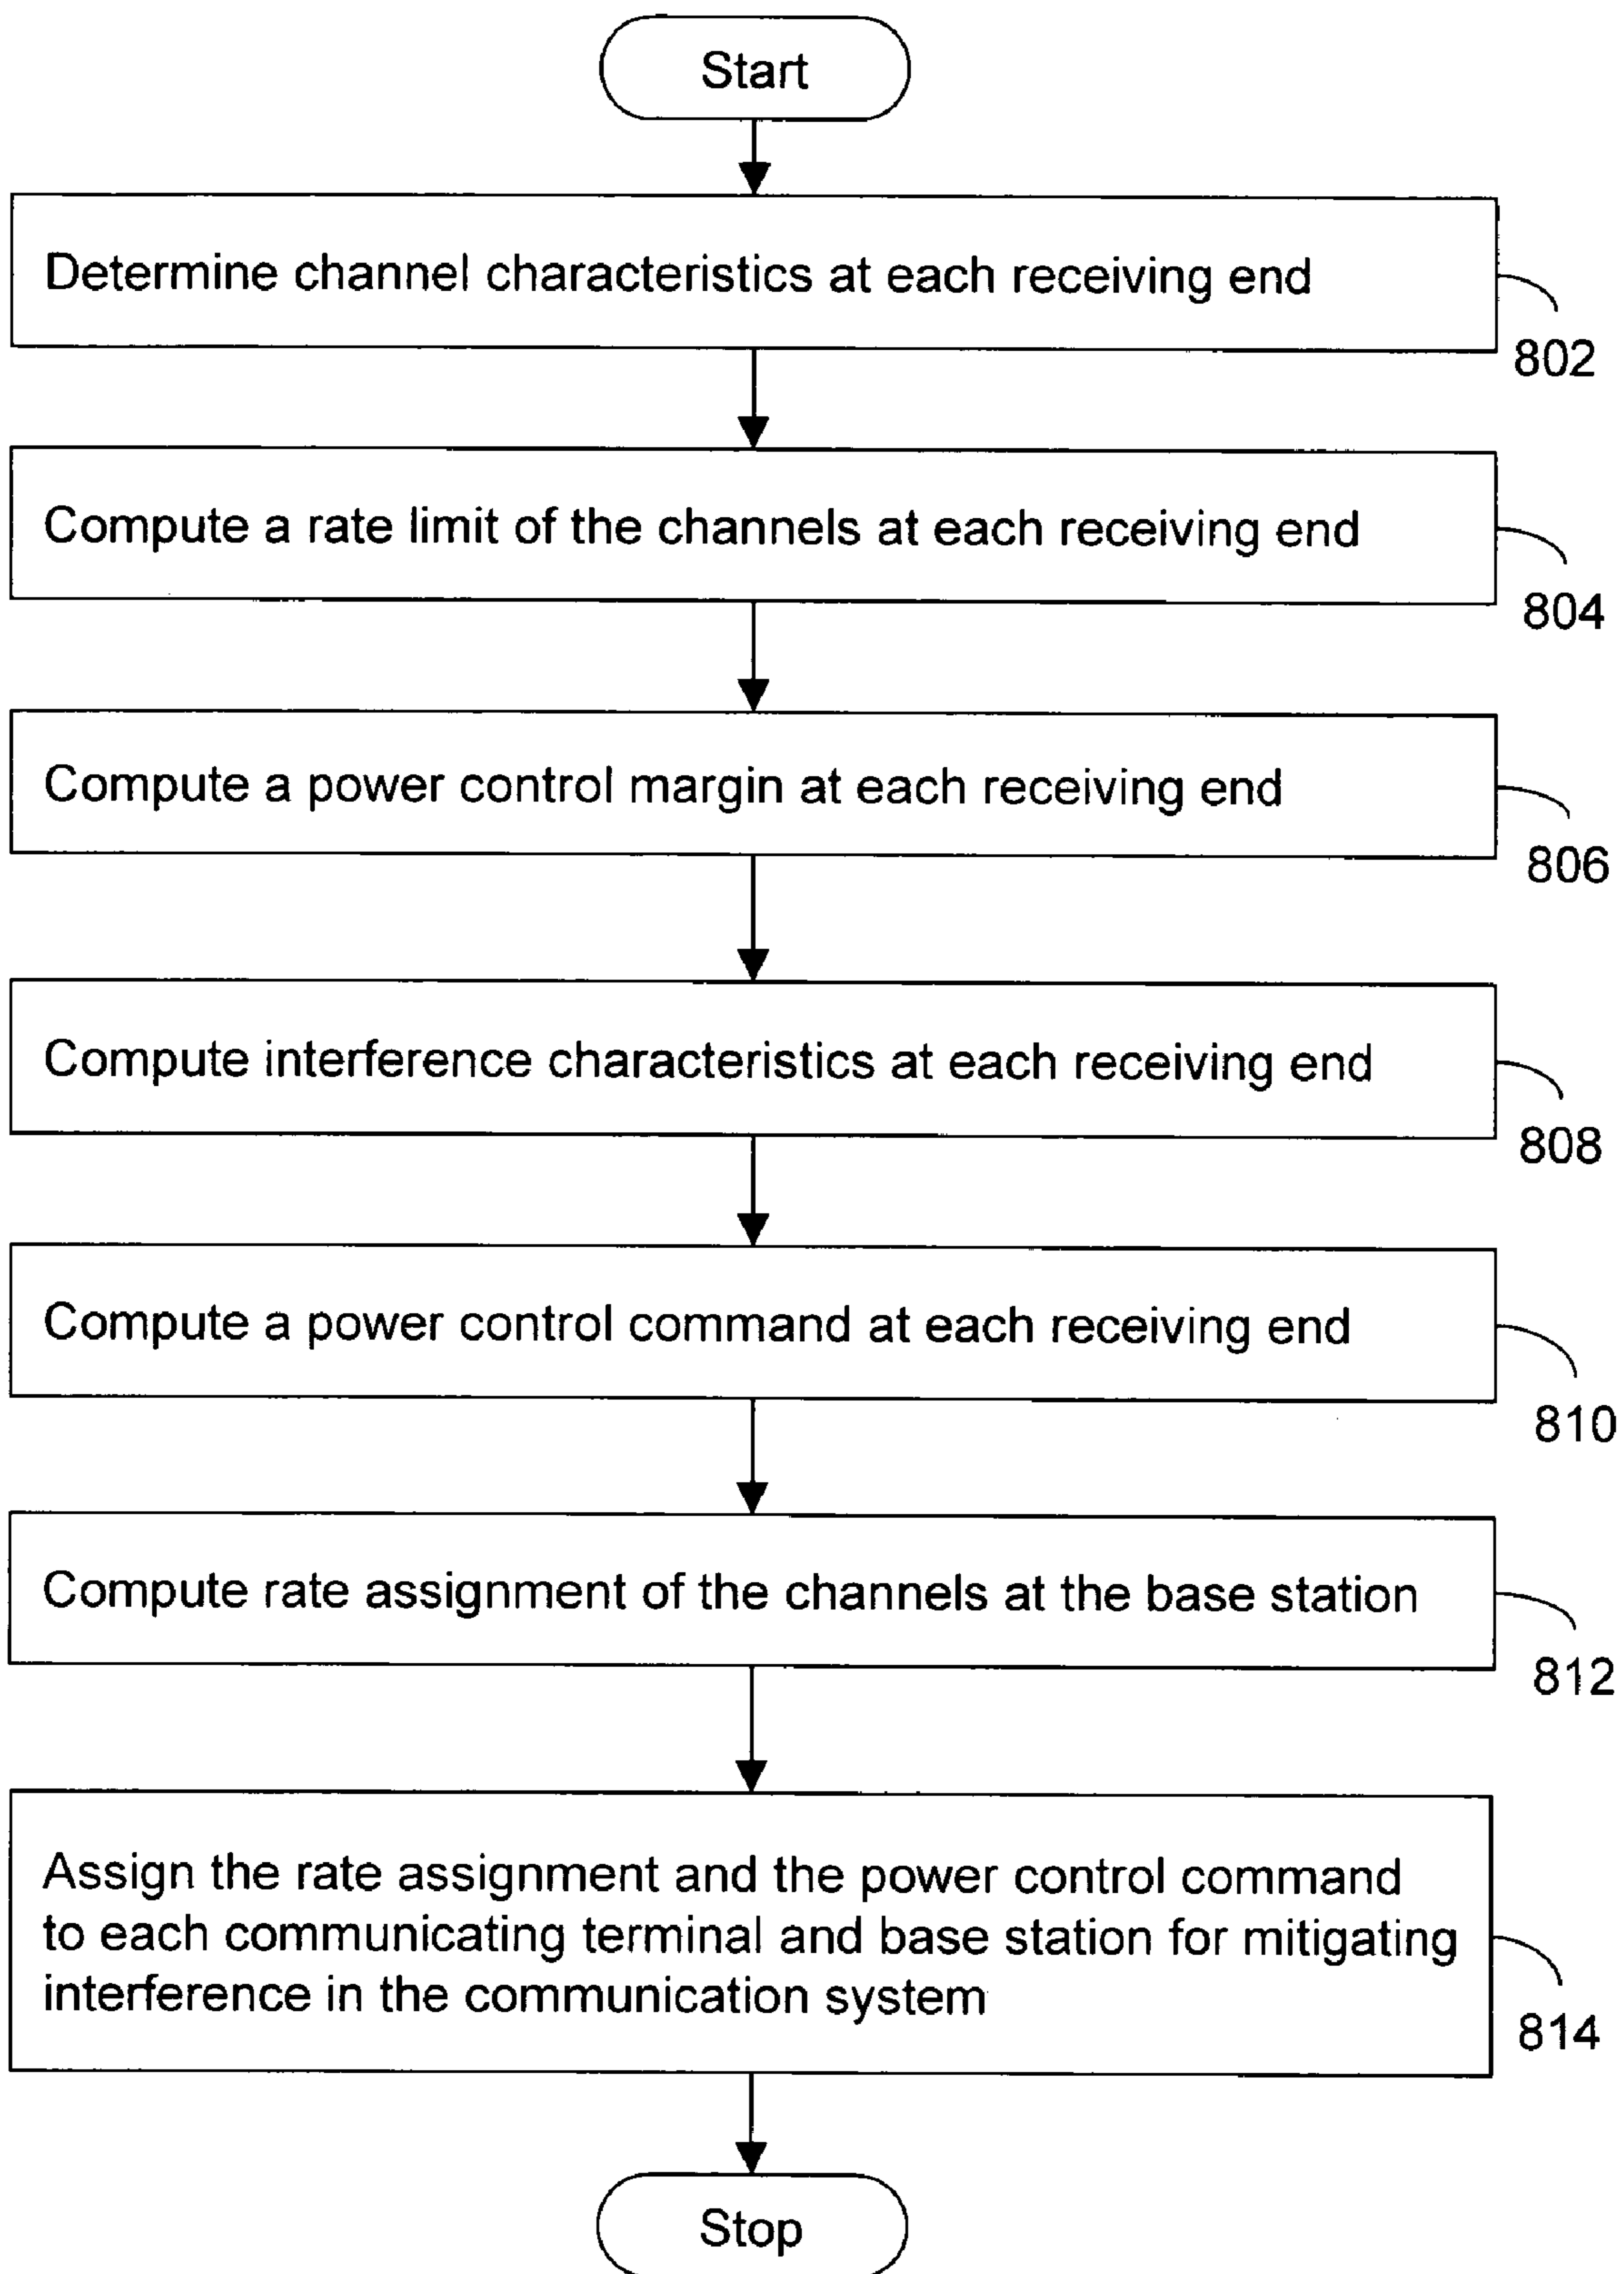 Start
Determine channel characteristics at each receiving end
802
Compute a rate limit of the channels at each receiving end
804
Compute a power control margin at each receiving end
806
Compute interference characteristics at each receiving end
808
Compute a power control command at each receiving end
810
Compute rate assignment of the channels at the base station
812
Assign the rate assignment and the power control command
to each communicating terminal and base station for mitigating
interference in the communication system
814
Stop